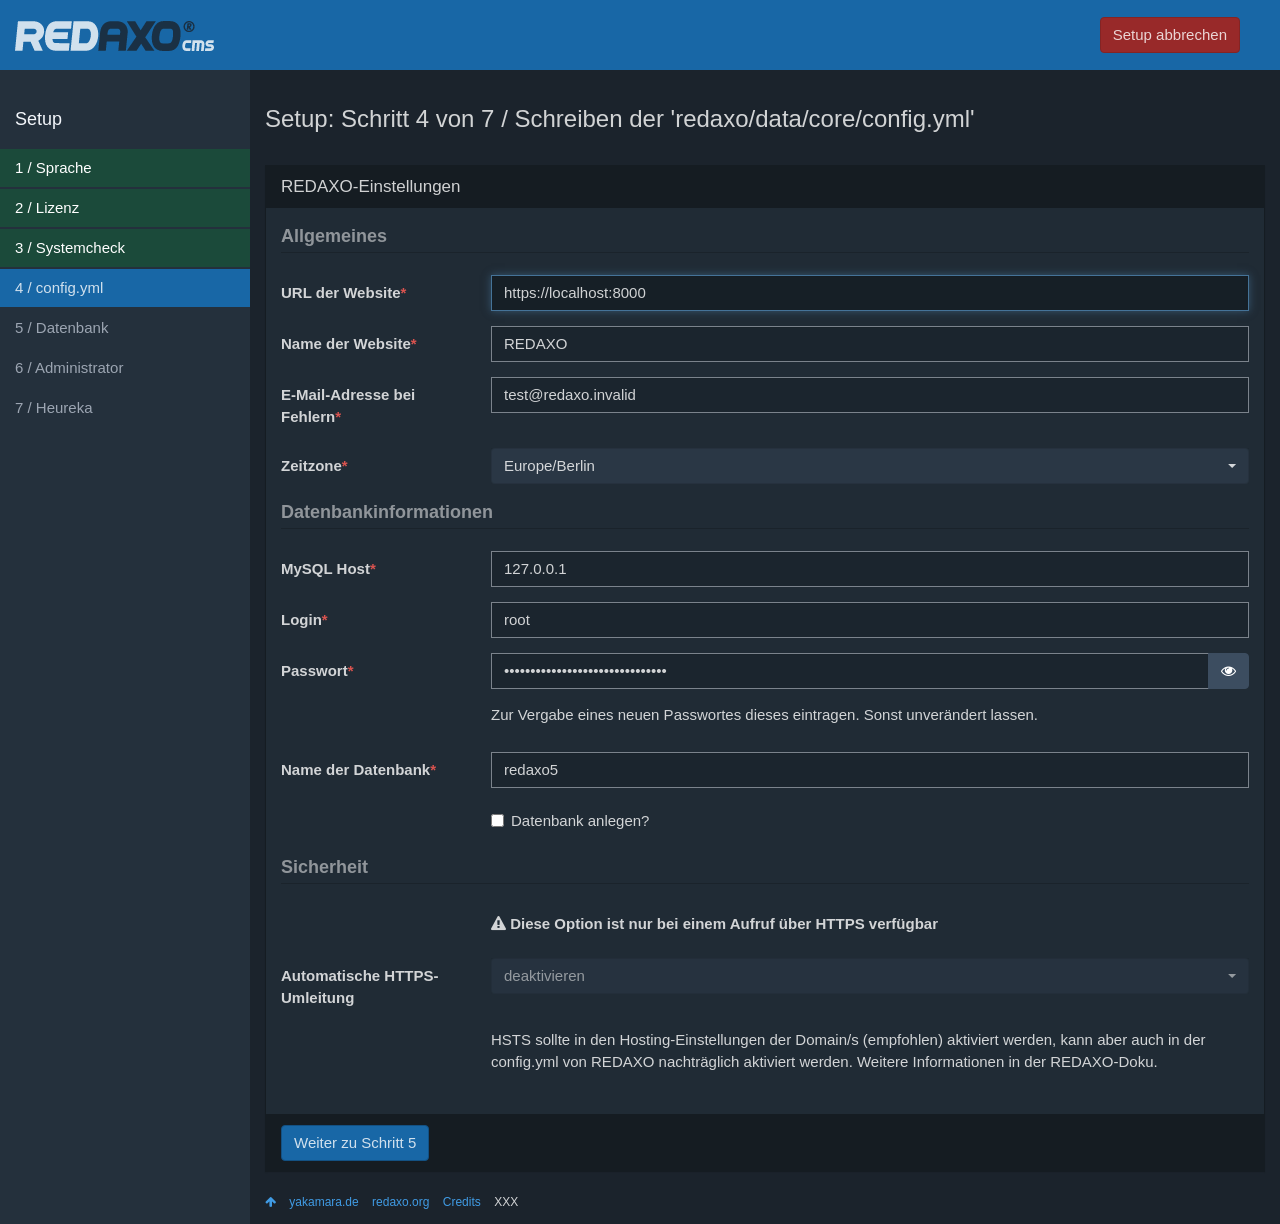 REDAXO® cms
Setup abbrechen
Setup
1 / Sprache
2 / Lizenz
3 / Systemcheck
4 / config.yml
5 / Datenbank
6 / Administrator
7 / Heureka
Setup: Schritt 4 von 7 / Schreiben der 'redaxo/data/core/config.yml'
REDAXO-Einstellungen
Allgemeines
URL der Website*
https://localhost:8000
Name der Website*
REDAXO
E-Mail-Adresse bei
Fehlern*
test@redaxo.invalid
Zeitzone*
Europe/Berlin
Datenbankinformationen
MySQL Host*
127.0.0.1
Login*
root
Passwort*
•••••••••••••••••••••••••••••••
Zur Vergabe eines neuen Passwortes dieses eintragen. Sonst unverändert lassen.
Name der Datenbank*
redaxo5
Datenbank anlegen?
Sicherheit
Diese Option ist nur bei einem Aufruf über HTTPS verfügbar
Automatische HTTPS-
Umleitung
deaktivieren
HSTS sollte in den Hosting-Einstellungen der Domain/s (empfohlen) aktiviert werden, kann aber auch in der
config.yml von REDAXO nachträglich aktiviert werden. Weitere Informationen in der REDAXO-Doku.
Weiter zu Schritt 5
yakamara.de redaxo.org Credits XXX